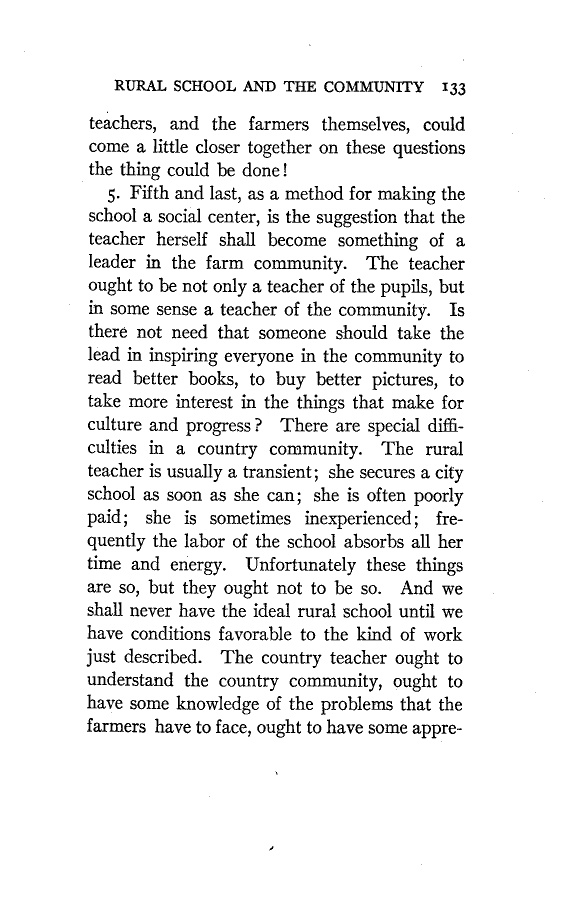 RURAL SCHOOL AND THE COMMUNITY 133
teachers, and the farmers themselves, could
come a little closer together on these questions
the thing could be done!
5. Fifth and last, as a method for making the
school a social center, is the suggestion that the
teacher herself shall become something of a
leader in the farm community. The teacher
ought to be not only a teacher of the pupils, but
in some sense a teacher of the community. Is
there not need that someone should take the
lead in inspiring everyone in the community to
read better books, to buy better pictures, to
take more interest in the things that make for
culture and progress? There are special diffi-
culties in a country community. The rural
teacher is usually a transient; she secures a city
school as soon as she can; she is often poorly
paid; she is sometimes inexperienced; fre-
quently the labor of the school absorbs all her
time and energy. Unfortunately these things
are so, but they ought not to be so. And we
shall never have the ideal rural school until we
have conditions favorable to the kind of work
just described. The country teacher ought to
understand the country community, ought to
have some knowledge of the problems that the
farmers have to face, ought to have some appre-